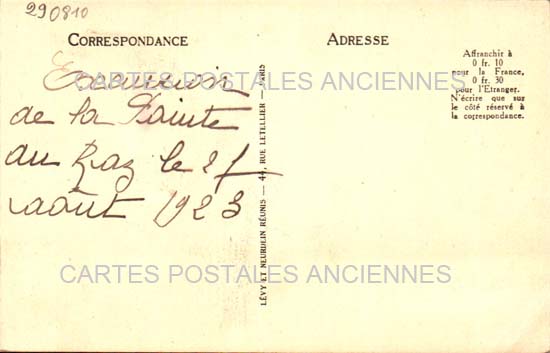 290810
CORRESPONDANCE
ADRESSE
Affranchir à
0 fr. 10
pour la France,
0 fr. 30
pour l'Etranger.
N'écrire que sur
le côté réservé à
la correspondance.
CARTES POSTALES ANCIENNES
de la Pointe
du Raz le 27
août 1923
LÉVY ET NEURDEIN RÉUNIS — 44, RUE LETELLIER — PARIS
CARTES POSTALES ANCIENNES